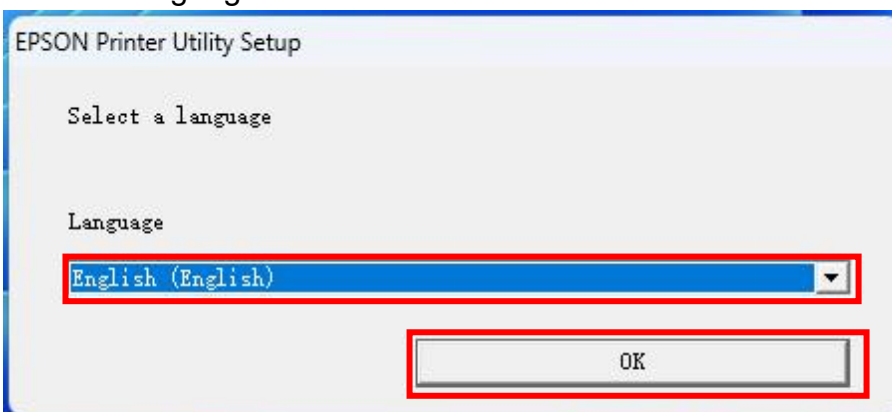 EPSON Printer Utility Setup
Select a language
Language
English (English)
OK